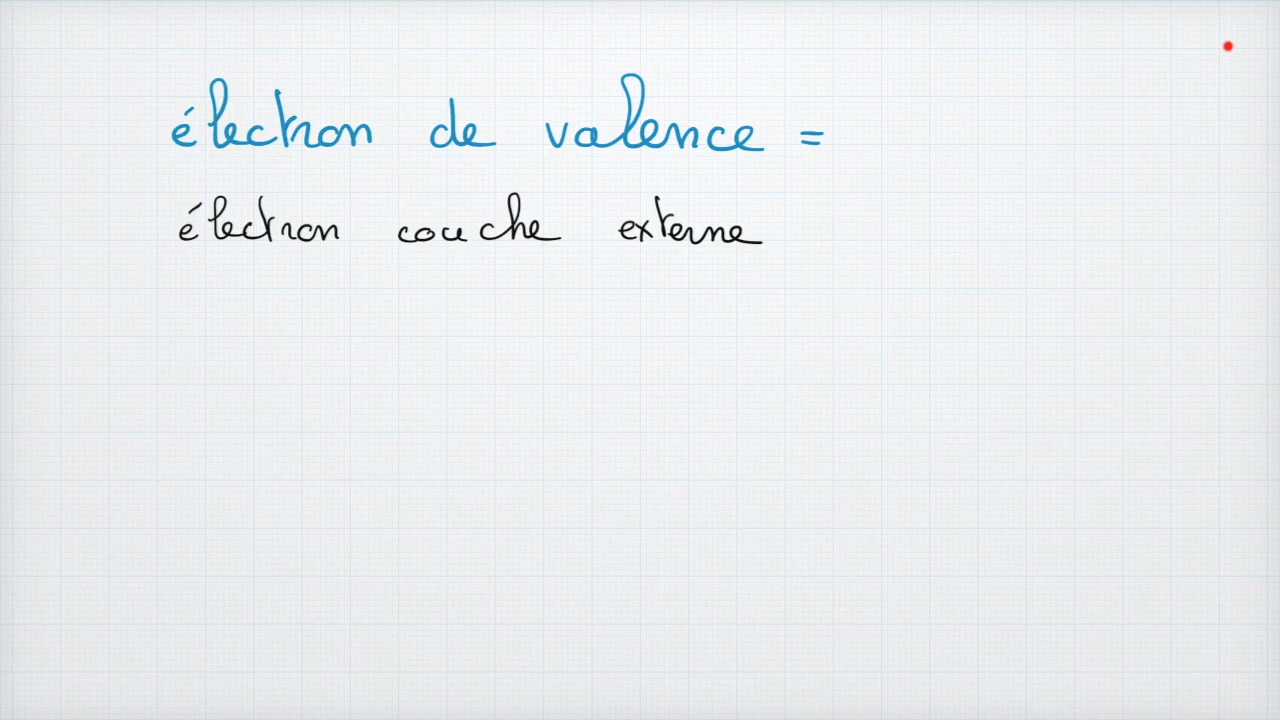 électron de valence =
électron couche externe